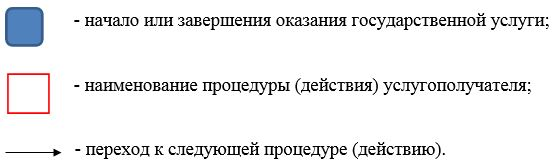 - начало или завершения оказания государственной услуги;
- наименование процедуры (действия) услугополучателя;
- переход к следующей процедуре (действию).